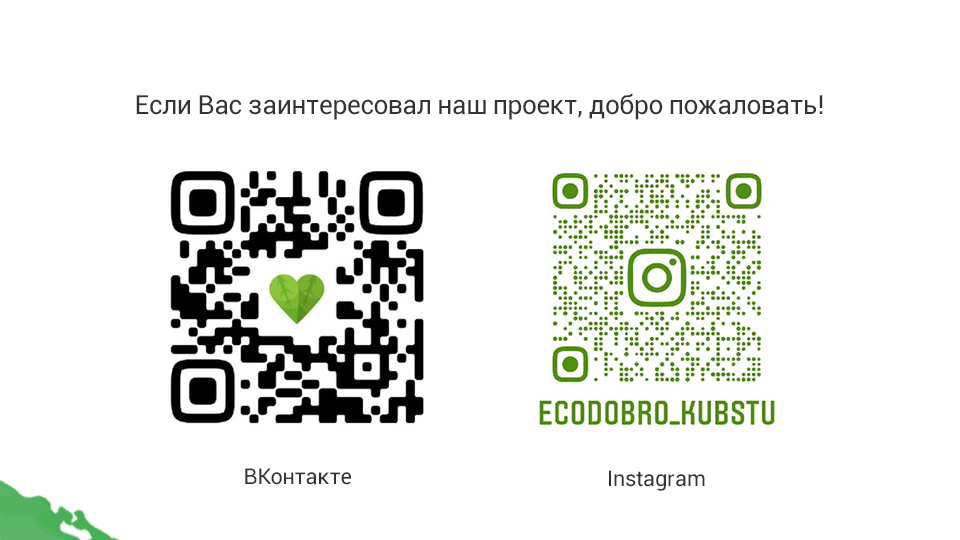 Если Вас заинтересовал наш проект, добро пожаловать!
ECODOBRO_KUBSTU
ВКонтакте
Instagram